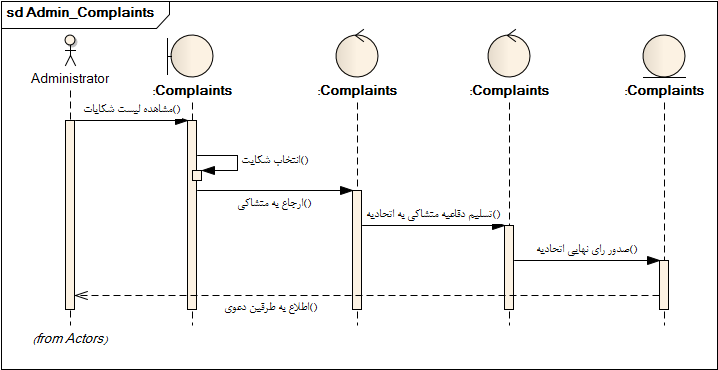 sd Admin_Complaints
Administrator
:Complaints
:Complaints
:Complaints
:Complaints
مشاهده لیست شکایات()
انتخاب شکایت()
ارجاع به متشاکی()
تسلیم دفاعیه متشاکی به اتحادیه()
صدور رای نهایی اتحادیه()
اطلاع به طرفین دعوی()
(from Actors)